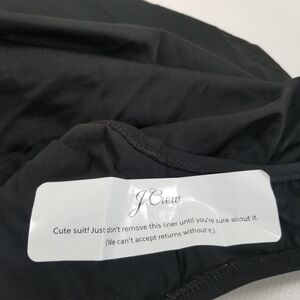 J.Crew
Cute suit! Just don't remove this liner until you're sure about it.
(We can't accept returns without it.)